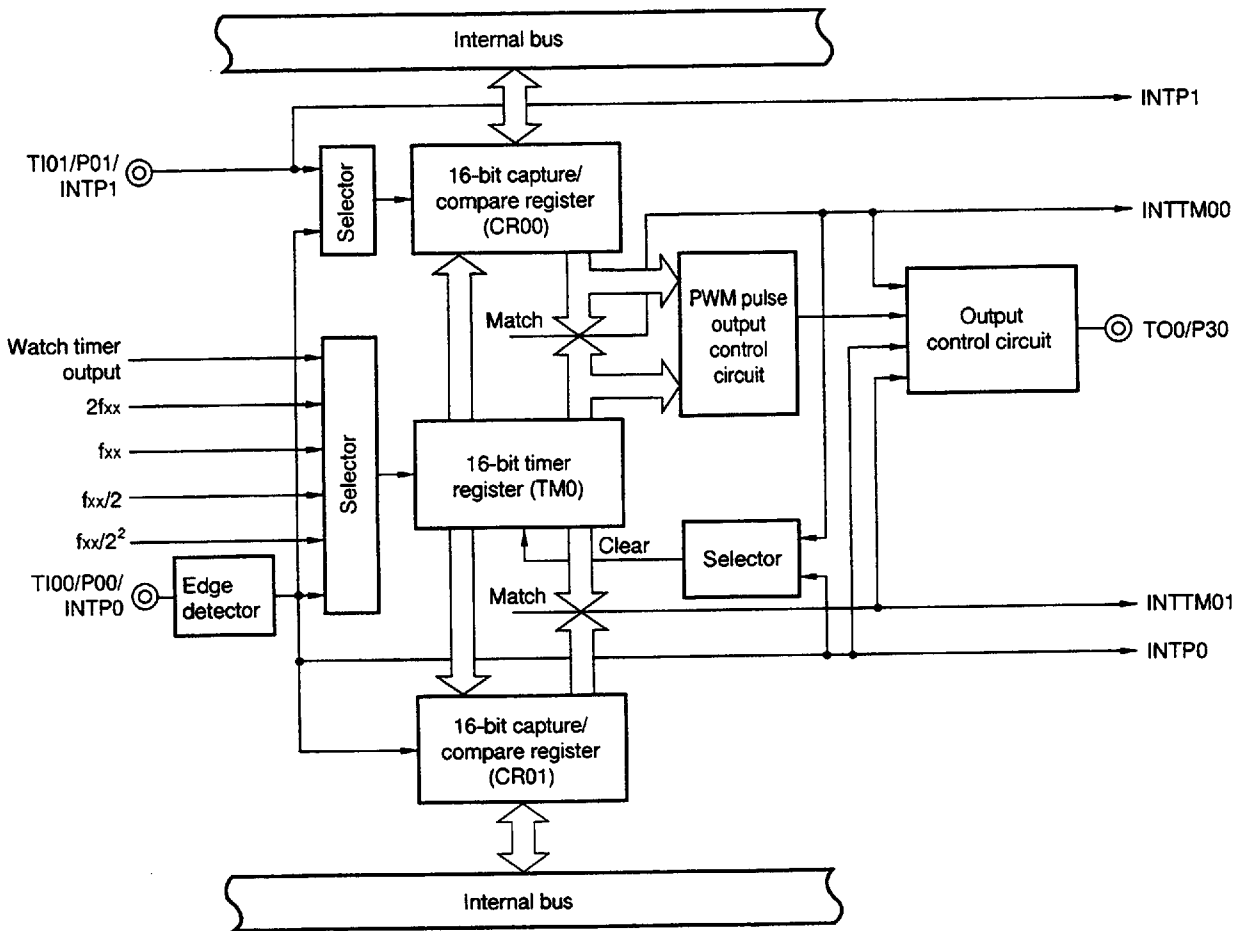 Internal bus
INTP1
TI01/P01/
INTP1
Selector
16-bit capture/
compare register
(CR00)
INTTM00
Match
PWM pulse
output
control
circuit
Output
control circuit
TO0/P30
Watch timer
output
2fxx
fxx
fxx/2
fxx/2²
Selector
16-bit timer
register (TM0)
Clear
Selector
TI00/P00/
INTP0
Edge
detector
Match
INTTM01
INTP0
16-bit capture/
compare register
(CR01)
Internal bus